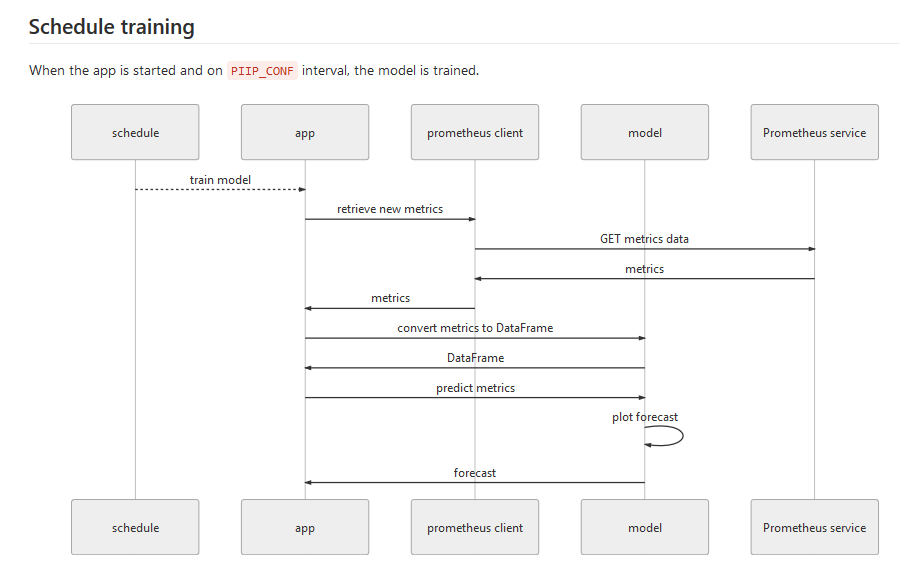 Schedule training
When the app is started and on PIIP_CONF interval, the model is trained.
schedule
app
prometheus client
model
Prometheus service
train model
retrieve new metrics
GET metrics data
metrics
metrics
convert metrics to DataFrame
DataFrame
predict metrics
plot forecast
forecast
schedule
app
prometheus client
model
Prometheus service